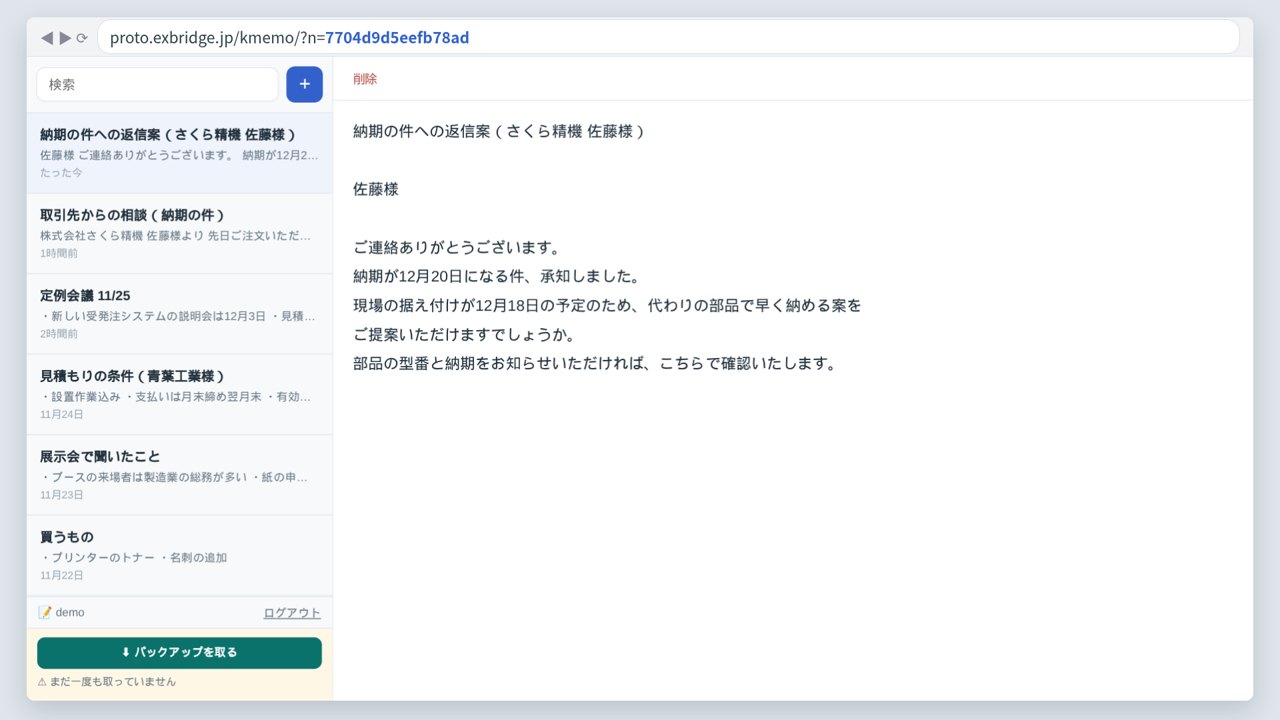 proto.exbridge.jp/kmemo/?n=7704d9d5eefb78ad
検索
+
納期の件への返信案（さくら精機 佐藤様）
佐藤様 ご連絡ありがとうございます。 納期が12月2…
たった今
取引先からの相談（納期の件）
株式会社さくら精機 佐藤様より 先日ご注文いただ…
1時間前
定例会議 11/25
・新しい受発注システムの説明会は12月3日 ・見積…
2時間前
見積もりの条件（青葉工業様）
・設置作業込み ・支払いは月末締め翌月末 ・有効…
11月24日
展示会で聞いたこと
・ブースの来場者は製造業の総務が多い ・紙の申…
11月23日
買うもの
・プリンターのトナー ・名刺の追加
11月22日
📝 demo
ログアウト
⬇ バックアップを取る
⚠ まだ一度も取っていません
削除
納期の件への返信案（さくら精機 佐藤様）
佐藤様
ご連絡ありがとうございます。
納期が12月20日になる件、承知しました。
現場の据え付けが12月18日の予定のため、代わりの部品で早く納める案を
ご提案いただけますでしょうか。
部品の型番と納期をお知らせいただければ、こちらで確認いたします。